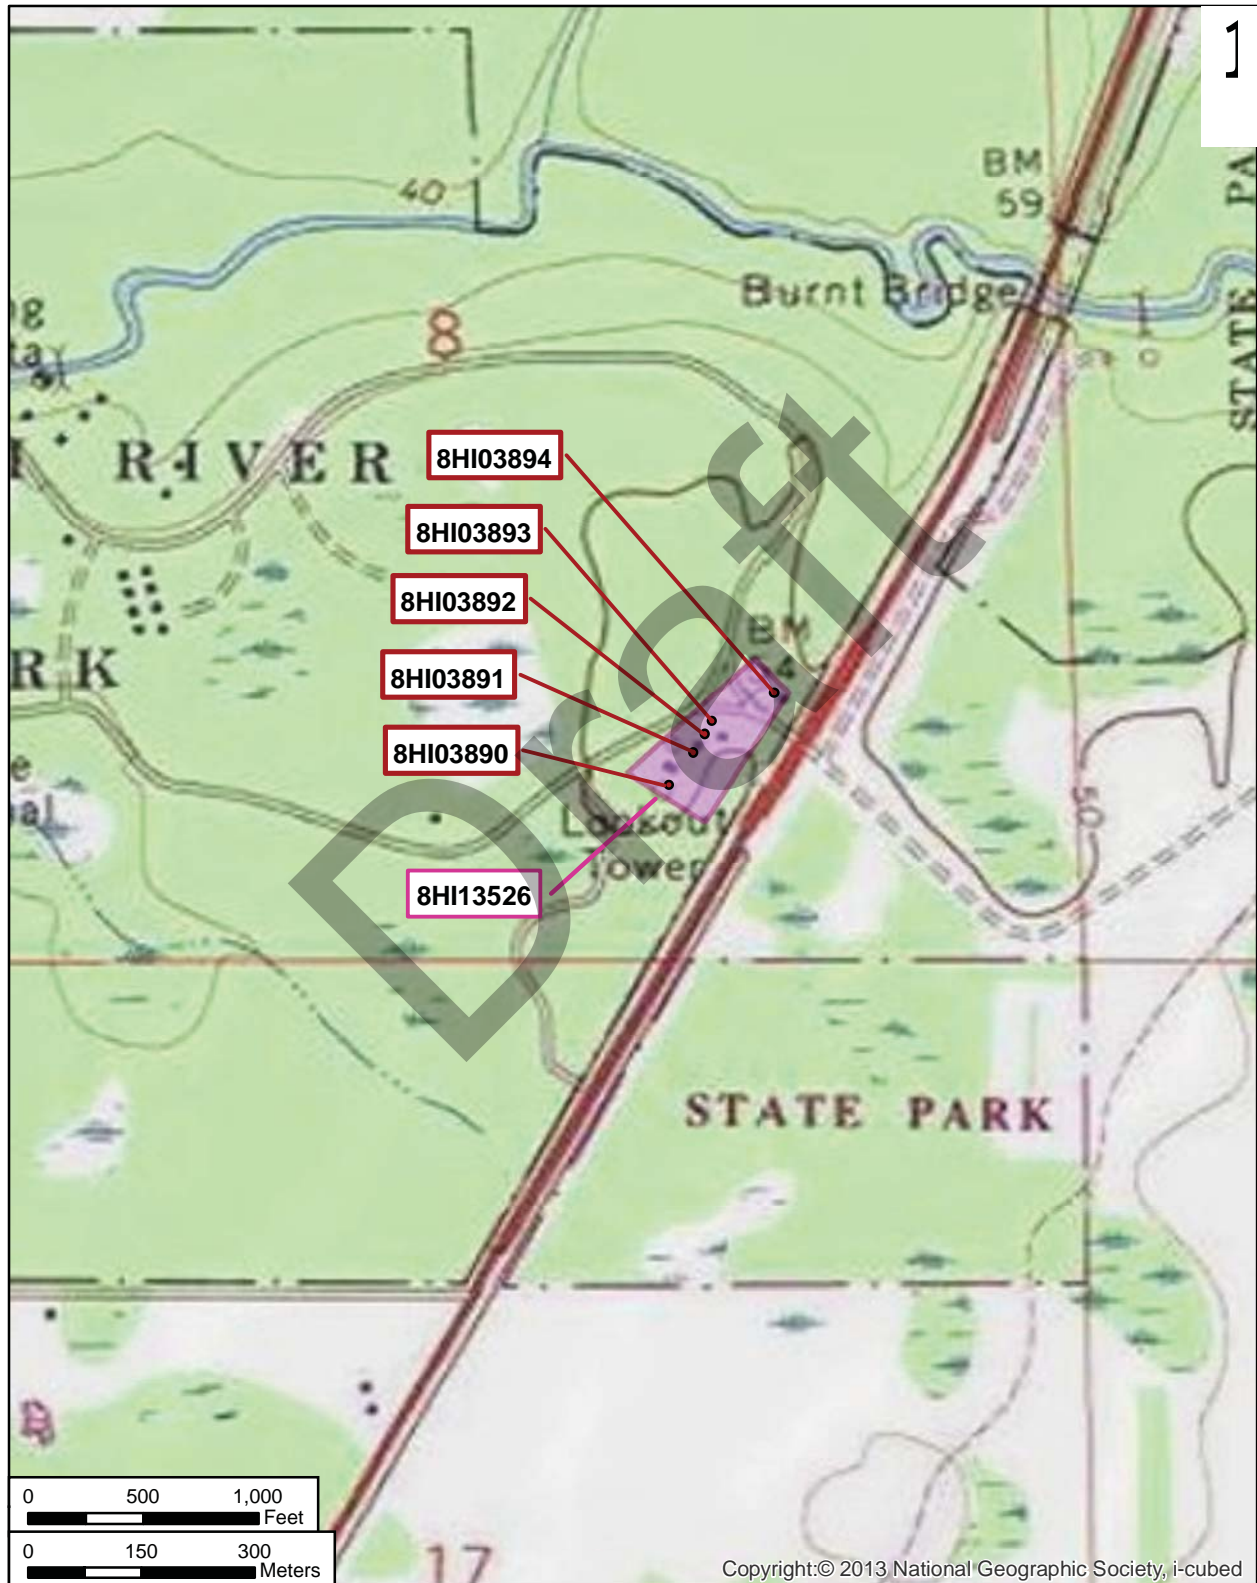 40
BM
59
STATE PA
Burnt Bridge
8
RIVER
8HI03894
8HI03893
8HI03892
BM
8HI03891
RK
8HI03890
50
Lookout
Tower
8HI13526
Draft
STATE PARK
0 500 1,000
Feet
0 150 300
Meters
17
Copyright:© 2013 National Geographic Society, i-cubed